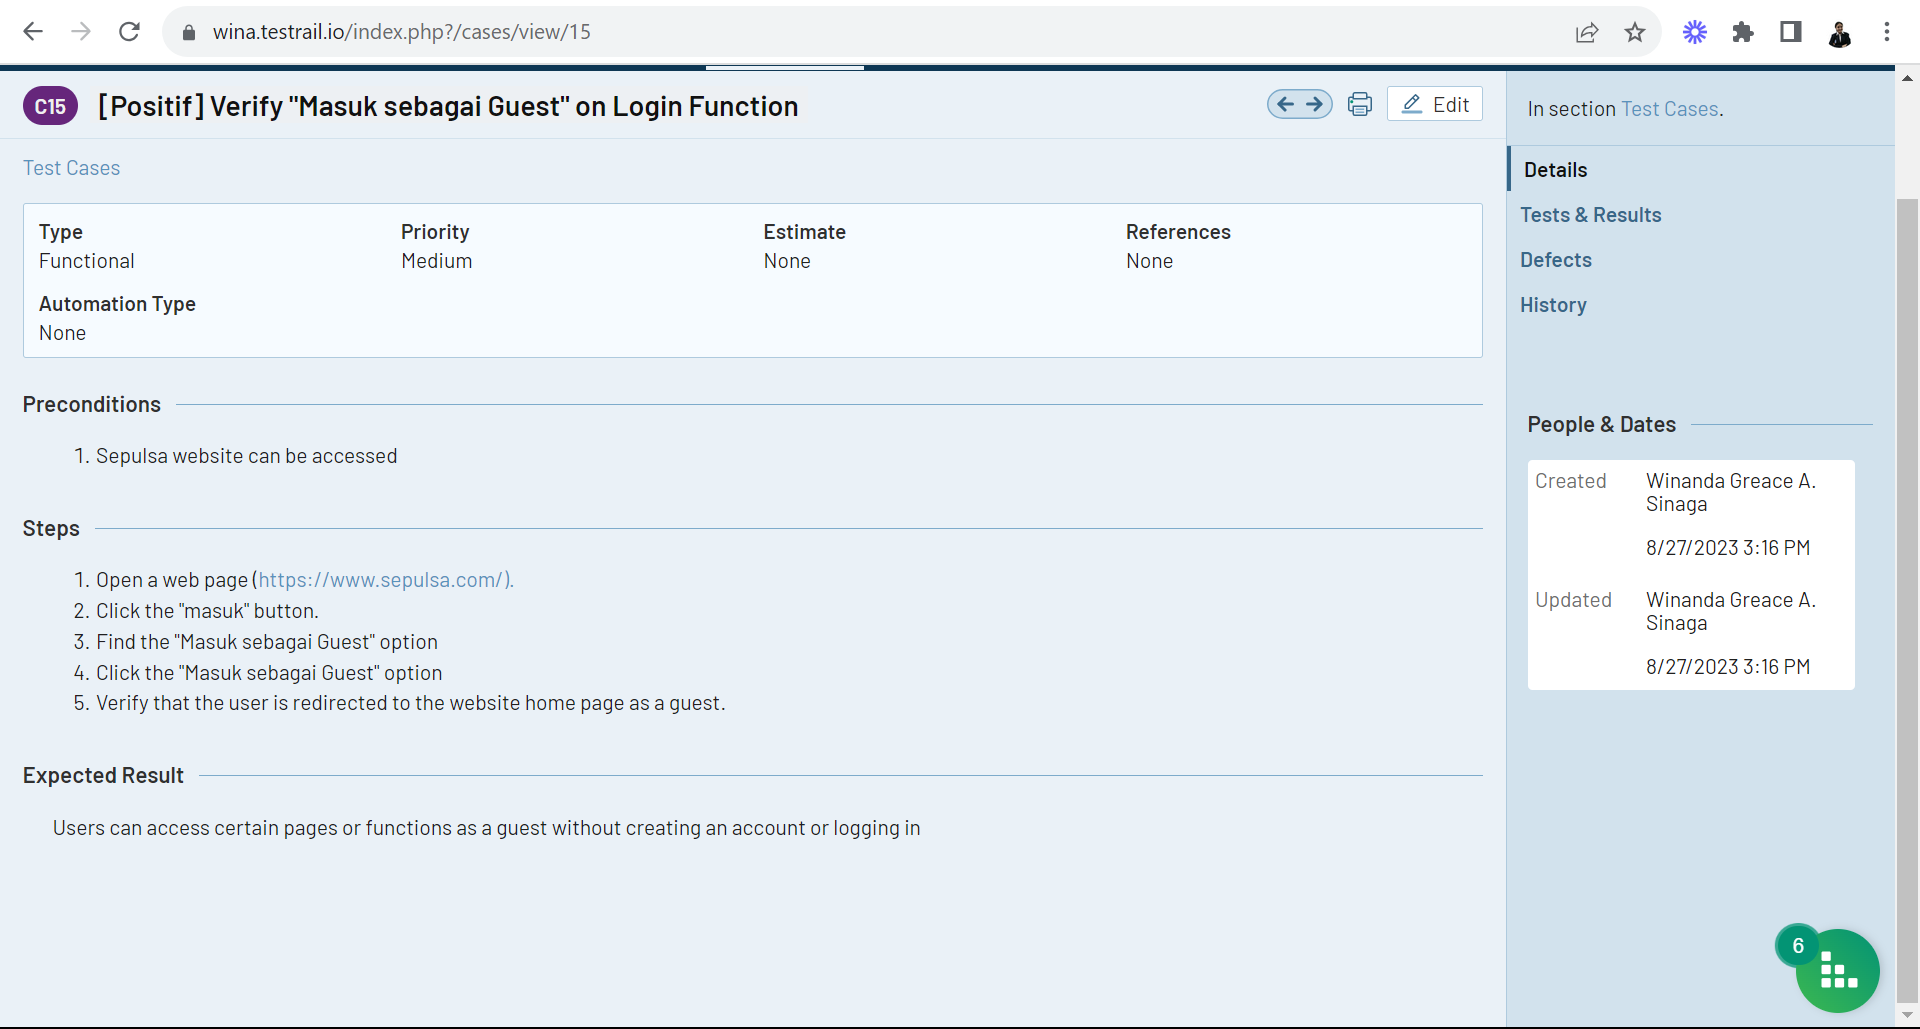 wina.testrail.io/index.php?/cases/view/15
C15 [Positif] Verify "Masuk sebagai Guest" on Login Function
Edit
Test Cases
Type Priority Estimate References
Functional Medium None None
Automation Type
None
Preconditions
1. Sepulsa website can be accessed
Steps
1. Open a web page (https://www.sepulsa.com/).
2. Click the "masuk" button.
3. Find the "Masuk sebagai Guest" option
4. Click the "Masuk sebagai Guest" option
5. Verify that the user is redirected to the website home page as a guest.
Expected Result
Users can access certain pages or functions as a guest without creating an account or logging in
In section Test Cases.
Details
Tests & Results
Defects
History
People & Dates
Created Winanda Greace A.
Sinaga
8/27/2023 3:16 PM
Updated Winanda Greace A.
Sinaga
8/27/2023 3:16 PM
6